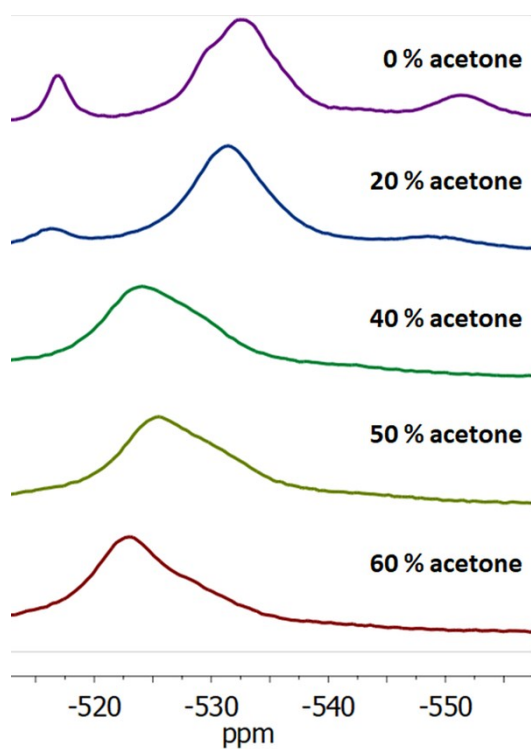 0 % acetone
20 % acetone
40 % acetone
50 % acetone
60 % acetone
-520 -530 -540 -550
ppm